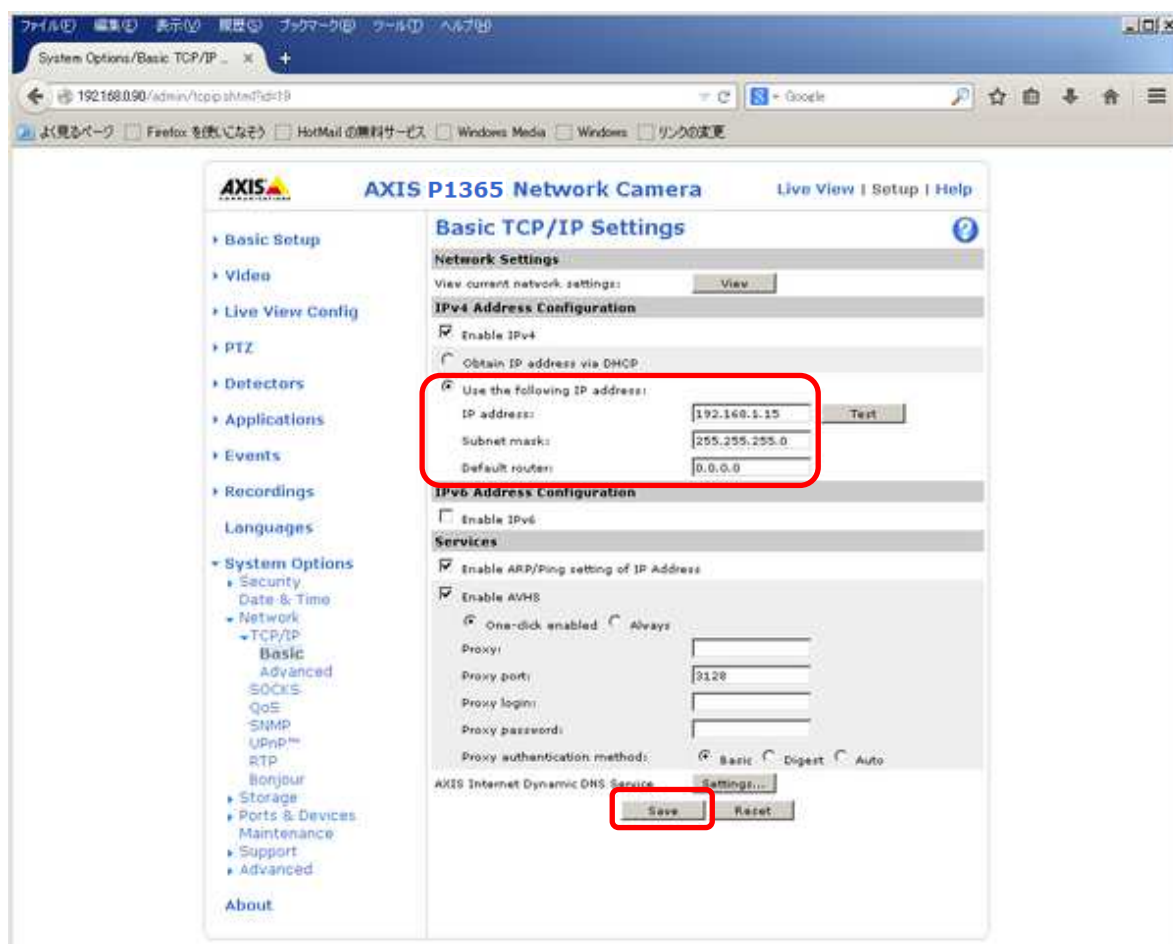 ファイル(F) 編集(E) 表示(V) 履歴(S) ブックマーク(B) ツール(T) ヘルプ(H)
System Options/Basic TCP/IP ... × +
192.168.0.90/admin/tcpip.shtml?id=19 Google
よく見るページ Firefox を使いこなそう HotMail の無料サービス Windows Media Windows リンクの変更
AXIS COMMUNICATIONS AXIS P1365 Network Camera Live View | Setup | Help
Basic Setup
Video
Live View Config
PTZ
Detectors
Applications
Events
Recordings
Languages
System Options
Security
Date & Time
Network
TCP/IP
Basic
Advanced
SOCKS
QoS
SNMP
UPnP™
RTP
Bonjour
Storage
Ports & Devices
Maintenance
Support
Advanced
About
Basic TCP/IP Settings ?
Network Settings
View current network settings: View
IPv4 Address Configuration
Enable IPv4
Obtain IP address via DHCP
Use the following IP address:
IP address: 192.168.1.15 Test
Subnet mask: 255.255.255.0
Default router: 0.0.0.0
IPv6 Address Configuration
Enable IPv6
Services
Enable ARP/Ping setting of IP Address
Enable AVHS
One-click enabled Always
Proxy:
Proxy port: 3128
Proxy login:
Proxy password:
Proxy authentication method: Basic Digest Auto
AXIS Internet Dynamic DNS Service Settings...
Save Reset